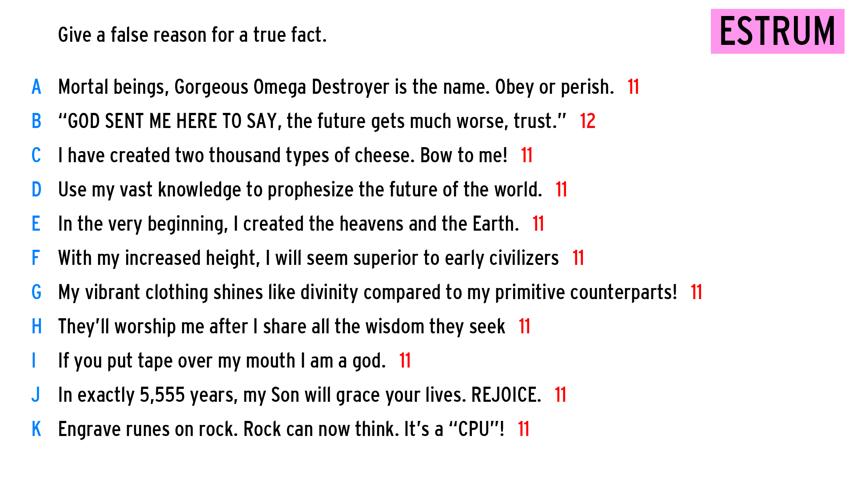 Give a false reason for a true fact.
ESTRUM
A Mortal beings, Gorgeous Omega Destroyer is the name. Obey or perish. 11
B “GOD SENT ME HERE TO SAY, the future gets much worse, trust.” 12
C I have created two thousand types of cheese. Bow to me! 11
D Use my vast knowledge to prophesize the future of the world. 11
E In the very beginning, I created the heavens and the Earth. 11
F With my increased height, I will seem superior to early civilizers 11
G My vibrant clothing shines like divinity compared to my primitive counterparts! 11
H They’ll worship me after I share all the wisdom they seek 11
I If you put tape over my mouth I am a god. 11
J In exactly 5,555 years, my Son will grace your lives. REJOICE. 11
K Engrave runes on rock. Rock can now think. It’s a “CPU”! 11